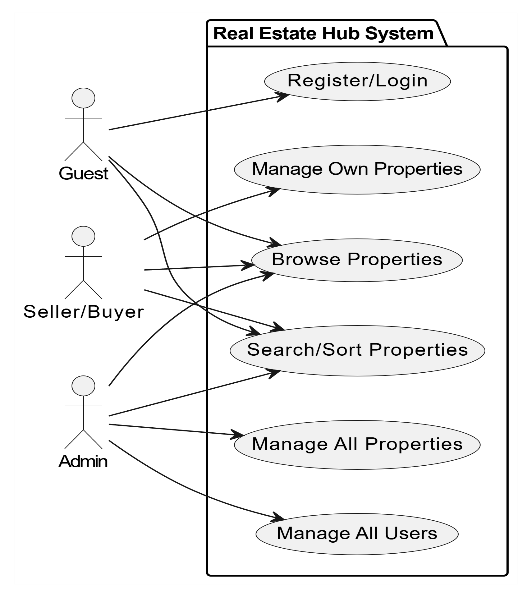 Real Estate Hub System
Register/Login
Guest
Manage Own Properties
Browse Properties
Seller/Buyer
Search/Sort Properties
Admin
Manage All Properties
Manage All Users